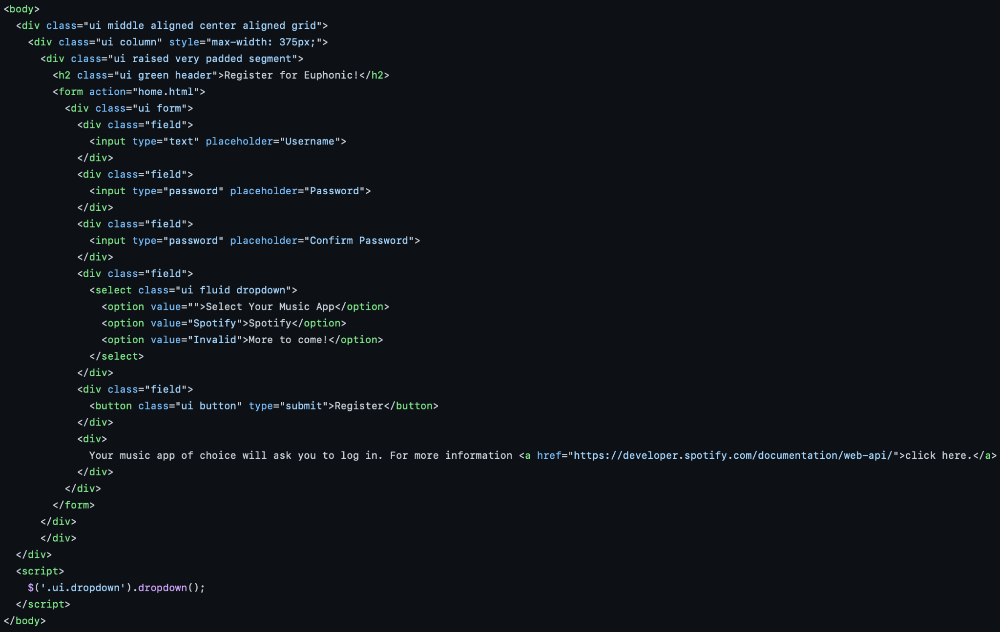 <body>
  <div class="ui middle aligned center aligned grid">
    <div class="ui column" style="max-width: 375px;">
      <div class="ui raised very padded segment">
        <h2 class="ui green header">Register for Euphonic!</h2>
        <form action="home.html">
          <div class="ui form">
            <div class="field">
              <input type="text" placeholder="Username">
            </div>
            <div class="field">
              <input type="password" placeholder="Password">
            </div>
            <div class="field">
              <input type="password" placeholder="Confirm Password">
            </div>
            <div class="field">
              <select class="ui fluid dropdown">
                <option value="">Select Your Music App</option>
                <option value="Spotify">Spotify</option>
                <option value="Invalid">More to come!</option>
              </select>
            </div>
            <div class="field">
              <button class="ui button" type="submit">Register</button>
            </div>
            <div>
              Your music app of choice will ask you to log in. For more information <a href="https://developer.spotify.com/documentation/web-api/">click here.</a>
            </div>
          </div>
        </form>
      </div>
      </div>
  </div>
  <script>
    $('.ui.dropdown').dropdown();
  </script>
</body>